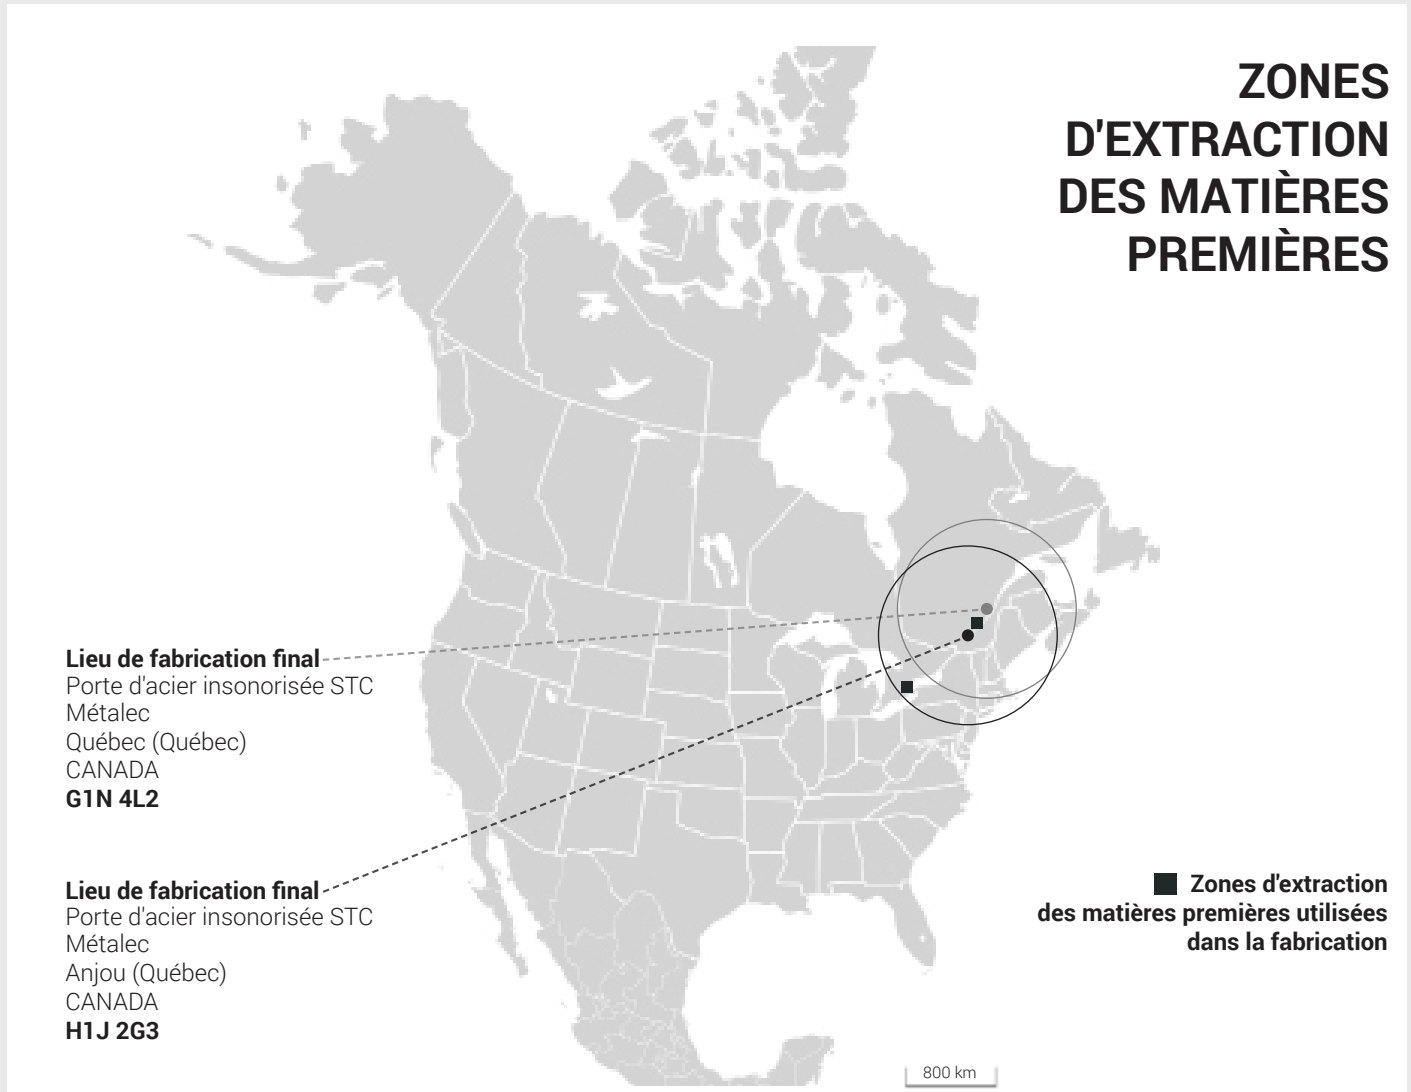 ZONES
D'EXTRACTION
DES MATIÈRES
PREMIÈRES
Lieu de fabrication final
Porte d'acier insonorisée STC
Métalec
Québec (Québec)
CANADA
G1N 4L2
Lieu de fabrication final
Porte d'acier insonorisée STC
Métalec
Anjou (Québec)
CANADA
H1J 2G3
Zones d'extraction
des matières premières utilisées
dans la fabrication
800 km